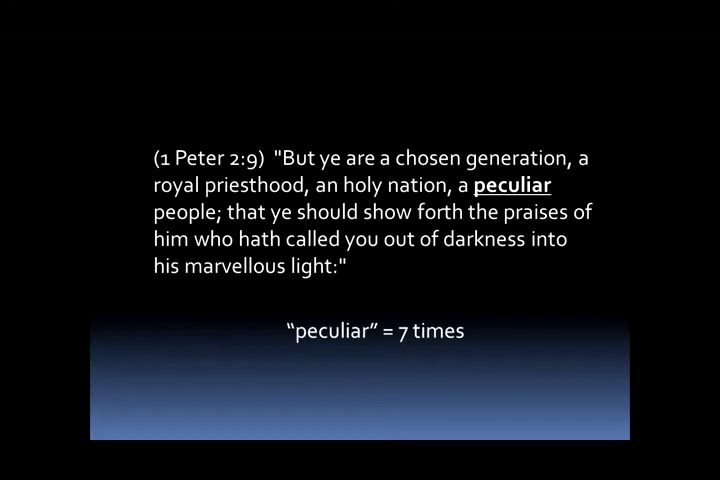 (1 Peter 2:9)  "But ye are a chosen generation, a
royal priesthood, an holy nation, a peculiar
people; that ye should show forth the praises of
him who hath called you out of darkness into
his marvellous light:"
“peculiar” = 7 times